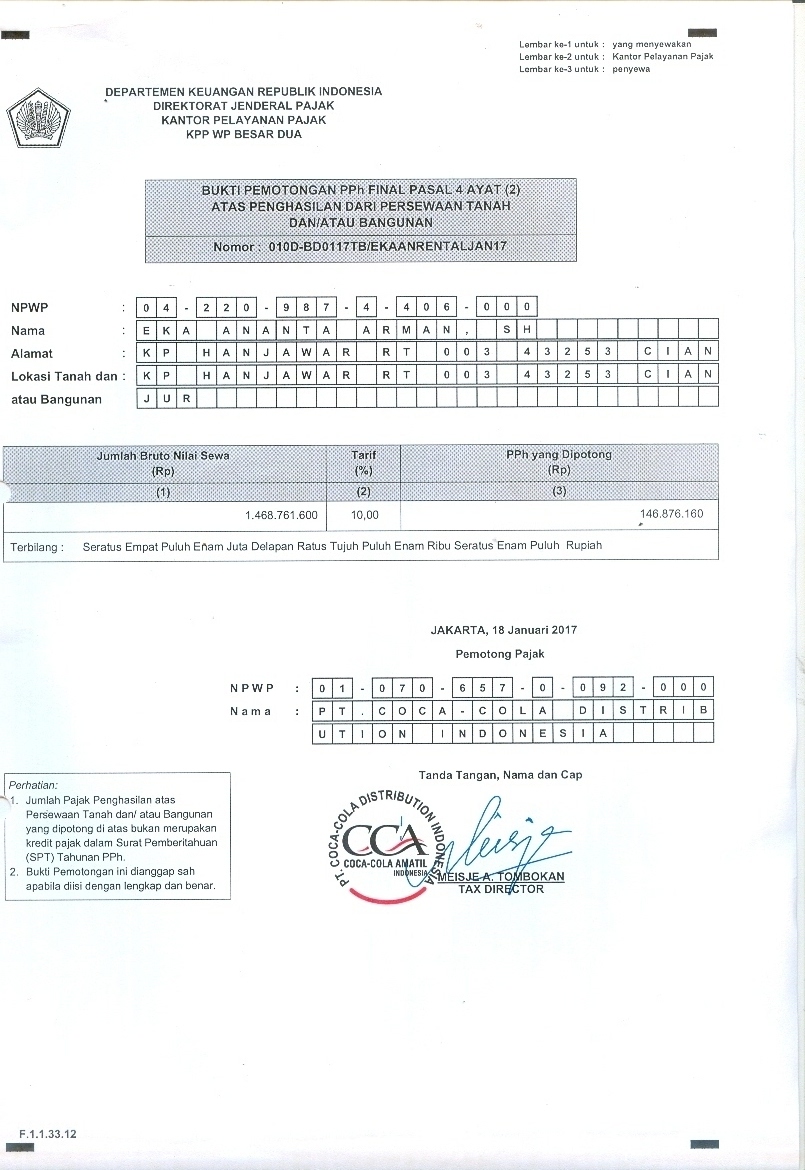 Lembar ke-1 untuk : yang menyewakan
Lembar ke-2 untuk : Kantor Pelayanan Pajak
Lembar ke-3 untuk : penyewa
DEPARTEMEN KEUANGAN REPUBLIK INDONESIA
DIREKTORAT JENDERAL PAJAK
KANTOR PELAYANAN PAJAK
KPP WP BESAR DUA
BUKTI PEMOTONGAN PPh FINAL PASAL 4 AYAT (2)
ATAS PENGHASILAN DARI PERSEWAAN TANAH
DAN/ATAU BANGUNAN
Nomor : 010D-BD0117TB/EKAANRENTALJAN17
NPWP : 04-220-987-4-406-000
Nama : EKA ANANTA ARMAN, SH
Alamat : KP HANJAWAR RT 003 43253 CIAN
Lokasi Tanah dan : KP HANJAWAR RT 003 43253 CIAN
atau Bangunan JUR
Jumlah Bruto Nilai Sewa (Rp) Tarif (%) PPh yang Dipotong (Rp)
(1) (2) (3)
1.468.761.600 10,00 146.876.160
Terbilang : Seratus Empat Puluh Enam Juta Delapan Ratus Tujuh Puluh Enam Ribu Seratus Enam Puluh Rupiah
JAKARTA, 18 Januari 2017
Pemotong Pajak
NPWP : 01-070-657-0-092-000
Nama : PT.COCA-COLA DISTRIB
UTION INDONESIA
Tanda Tangan, Nama dan Cap
PT. COCA-COLA DISTRIBUTION INDONESIA
CCA
COCA-COLA AMATIL
INDONESIA
MEISJE A. TOMBOKAN
TAX DIRECTOR
Perhatian:
1. Jumlah Pajak Penghasilan atas
Persewaan Tanah dan/ atau Bangunan
yang dipotong di atas bukan merupakan
kredit pajak dalam Surat Pemberitahuan
(SPT) Tahunan PPh.
2. Bukti Pemotongan ini dianggap sah
apabila diisi dengan lengkap dan benar.
F.1.1.33.12